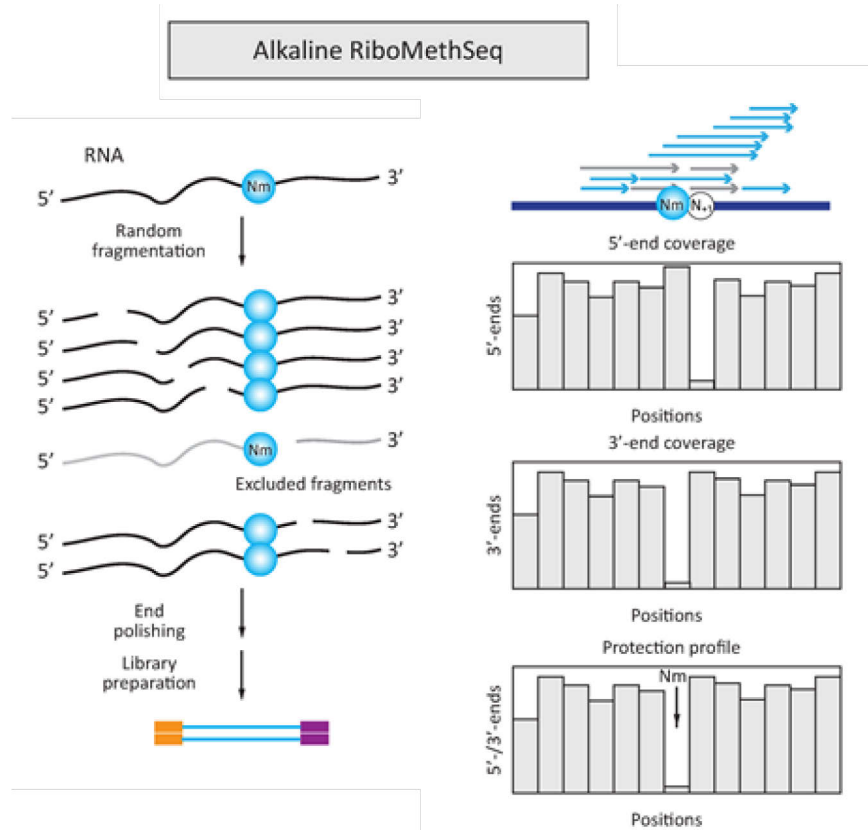 Alkaline RiboMethSeq
RNA
5’
Nm
3’
Random
fragmentation
5’
3’
5’
3’
5’
3’
5’
3’
5’
Nm
3’
Excluded fragments
5’
3’
5’
3’
End
polishing
Library
preparation
Nm
N+1
5’-end coverage
5’-ends
Positions
3’-end coverage
3’-ends
Positions
Protection profile
Nm
5’-/3’-ends
Positions